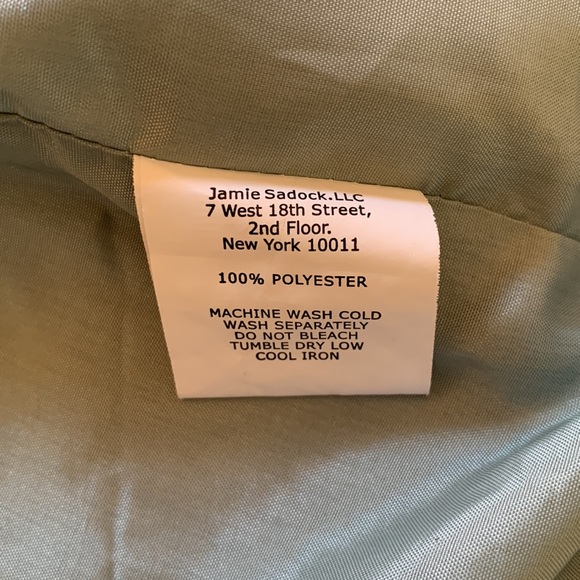 Jamie Sadock.LLC
7 West 18th Street,
2nd Floor.
New York 10011
100% POLYESTER
MACHINE WASH COLD
WASH SEPARATELY
DO NOT BLEACH
TUMBLE DRY LOW
COOL IRON